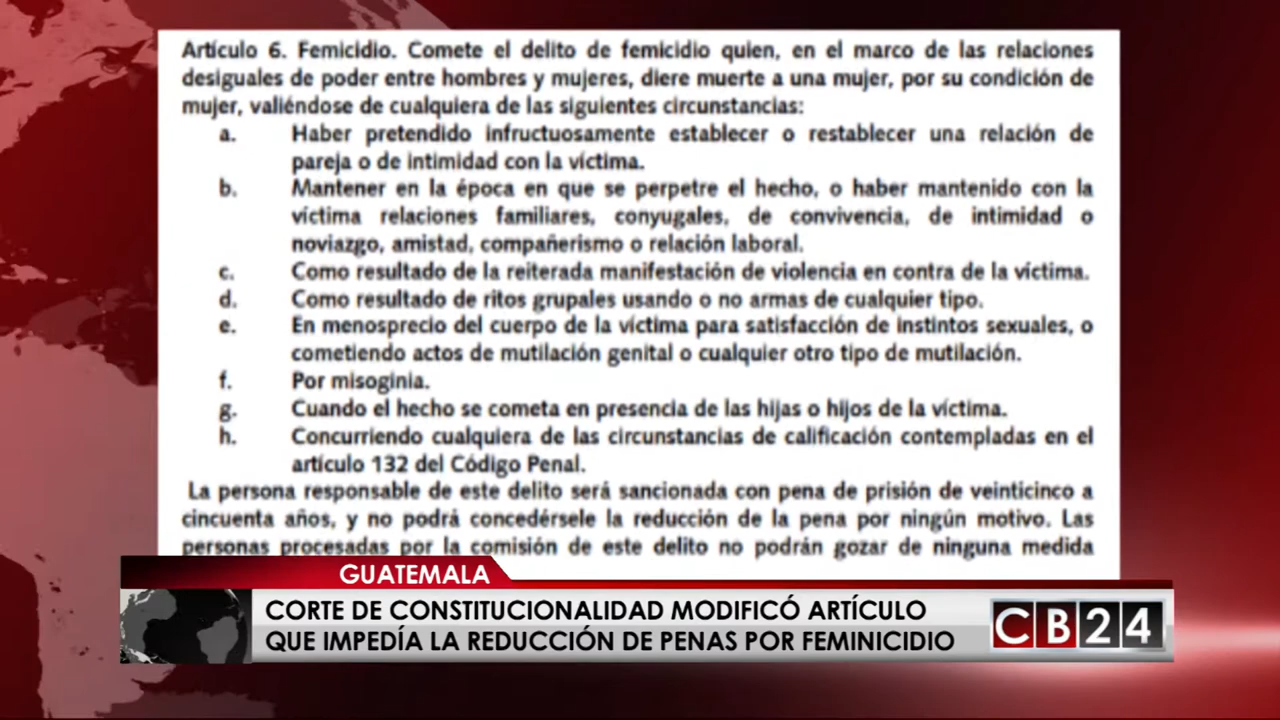 Artículo 6. Femicidio. Comete el delito de femicidio quien, en el marco de las relaciones
desiguales de poder entre hombres y mujeres, diere muerte a una mujer, por su condición de
mujer, valiéndose de cualquiera de las siguientes circunstancias:
a. Haber pretendido infructuosamente establecer o restablecer una relación de
pareja o de intimidad con la víctima.
b. Mantener en la época en que se perpetre el hecho, o haber mantenido con la
víctima relaciones familiares, conyugales, de convivencia, de intimidad o
noviazgo, amistad, compañerismo o relación laboral.
c. Como resultado de la reiterada manifestación de violencia en contra de la víctima.
d. Como resultado de ritos grupales usando o no armas de cualquier tipo.
e. En menosprecio del cuerpo de la víctima para satisfacción de instintos sexuales, o
cometiendo actos de mutilación genital o cualquier otro tipo de mutilación.
f. Por misoginia.
g. Cuando el hecho se cometa en presencia de las hijas o hijos de la víctima.
h. Concurriendo cualquiera de las circunstancias de calificación contempladas en el
artículo 132 del Código Penal.
La persona responsable de este delito será sancionada con pena de prisión de veinticinco a
cincuenta años, y no podrá concedérsele la reducción de la pena por ningún motivo. Las
personas procesadas por la comisión de este delito no podrán gozar de ninguna medida
GUATEMALA
CORTE DE CONSTITUCIONALIDAD MODIFICÓ ARTÍCULO
QUE IMPEDÍA LA REDUCCIÓN DE PENAS POR FEMINICIDIO
CB24